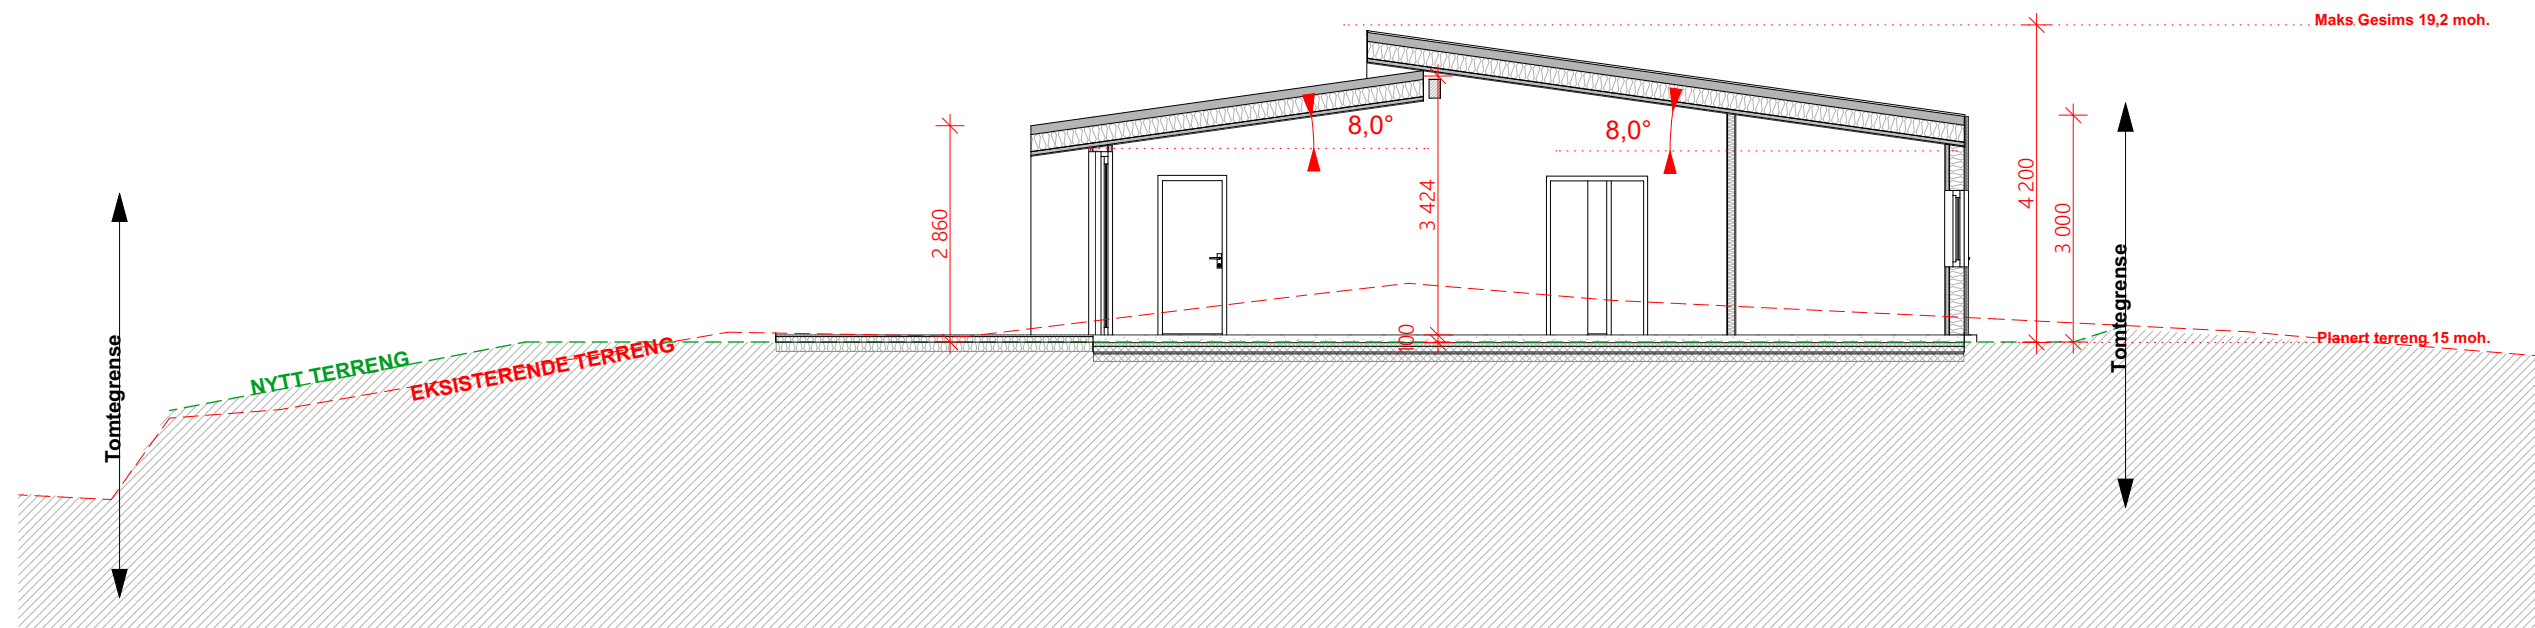 Maks Gesims 19,2 moh.
8,0°
8,0°
4 200
3 424
3 000
2 860
Tomtegrense
Tomtegrense
100
Planert terreng 15 moh.
NYTT TERRENG
EKSISTERENDE TERRENG